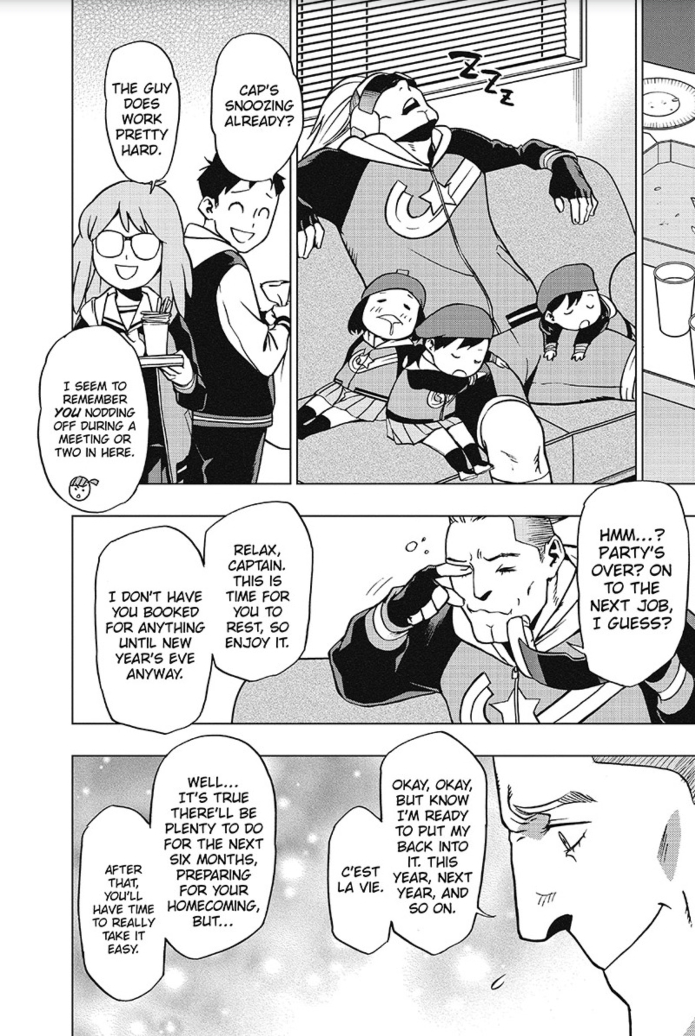 ZZZ
CAP'S
SNOOZING
ALREADY?
THE GUY
DOES
WORK
PRETTY
HARD.
I SEEM TO
REMEMBER
YOU NODDING
OFF DURING A
MEETING OR
TWO IN HERE.
HMM...?
PARTY'S
OVER? ON
TO THE
NEXT JOB,
I GUESS?
RELAX,
CAPTAIN.
THIS IS
TIME FOR
YOU TO
REST, SO
ENJOY IT.
I DON'T HAVE
YOU BOOKED
FOR ANYTHING
UNTIL NEW
YEAR'S EVE
ANYWAY.
OKAY, OKAY,
BUT KNOW
I'M READY
TO PUT MY
BACK INTO
IT. THIS
YEAR, NEXT
YEAR, AND
SO ON.
C'EST
LA VIE.
WELL...
IT'S TRUE
THERE'LL BE
PLENTY TO DO
FOR THE NEXT
SIX MONTHS,
PREPARING
FOR YOUR
HOMECOMING,
BUT...
AFTER
THAT,
YOU'LL
HAVE TIME
TO REALLY
TAKE IT
EASY.